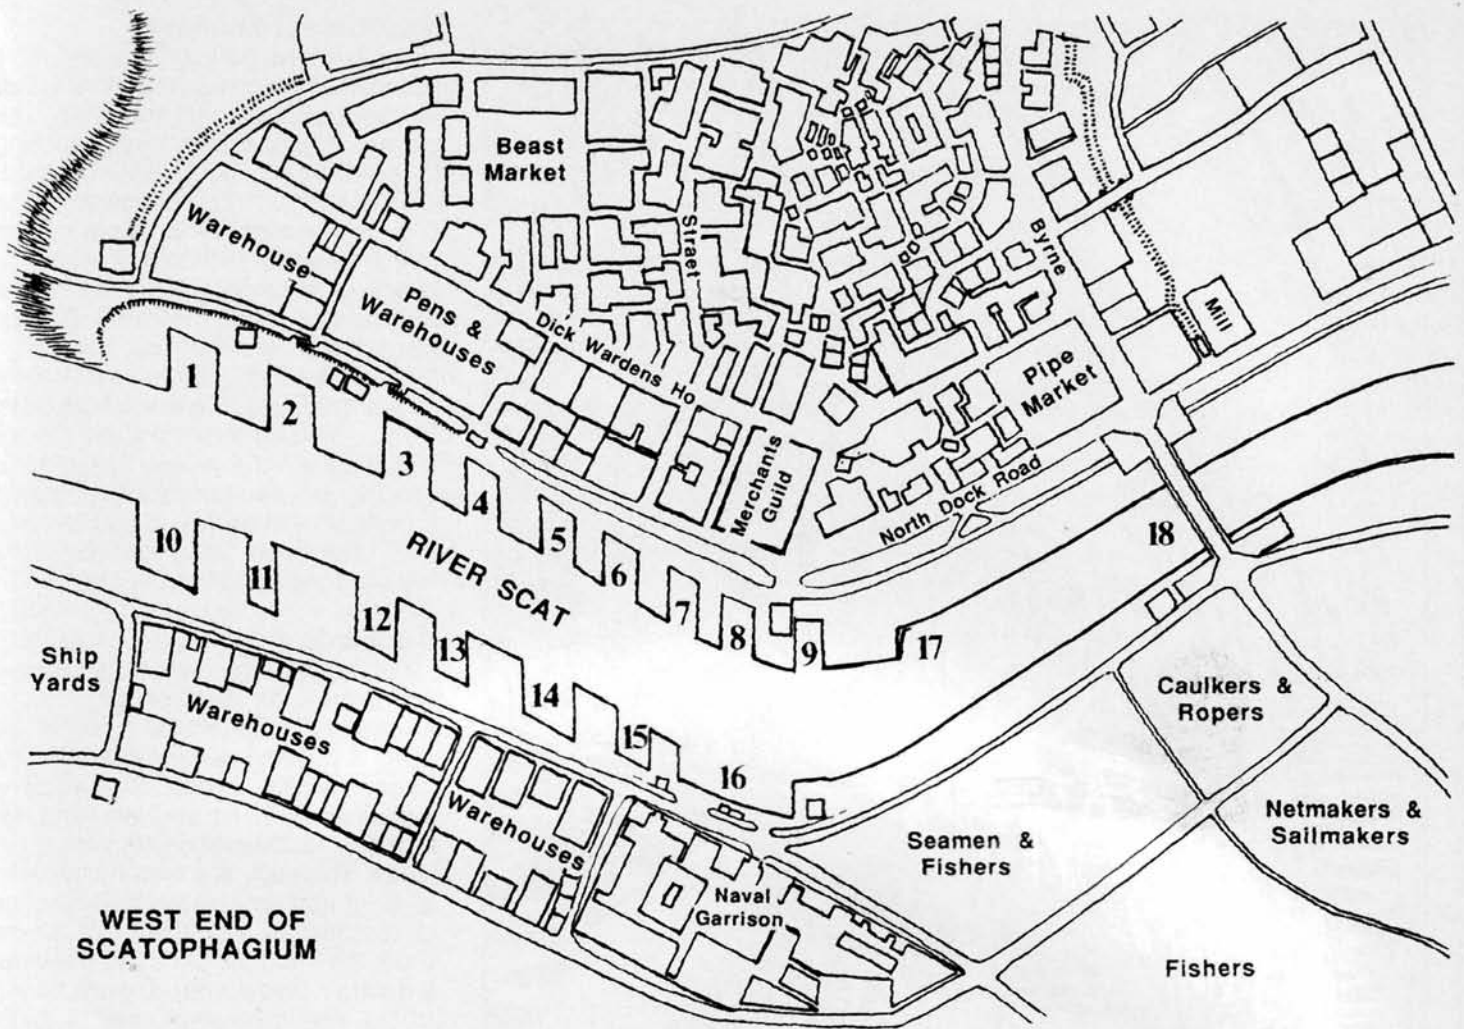 Beast
Market
Warehouse
Straet
Byrne
Pens &
Warehouses
Dick Wardens Ho
Mill
Pipe
Market
Merchants
Guild
North Dock Road
1
2
3
4
5
6
7
8
9
RIVER SCAT
10
11
12
13
14
15
16
17
18
Ship
Yards
Warehouses
Warehouses
Caulkers &
Ropers
Netmakers &
Sailmakers
Seamen &
Fishers
Naval
Garrison
WEST END OF
SCATOPHAGIUM
Fishers